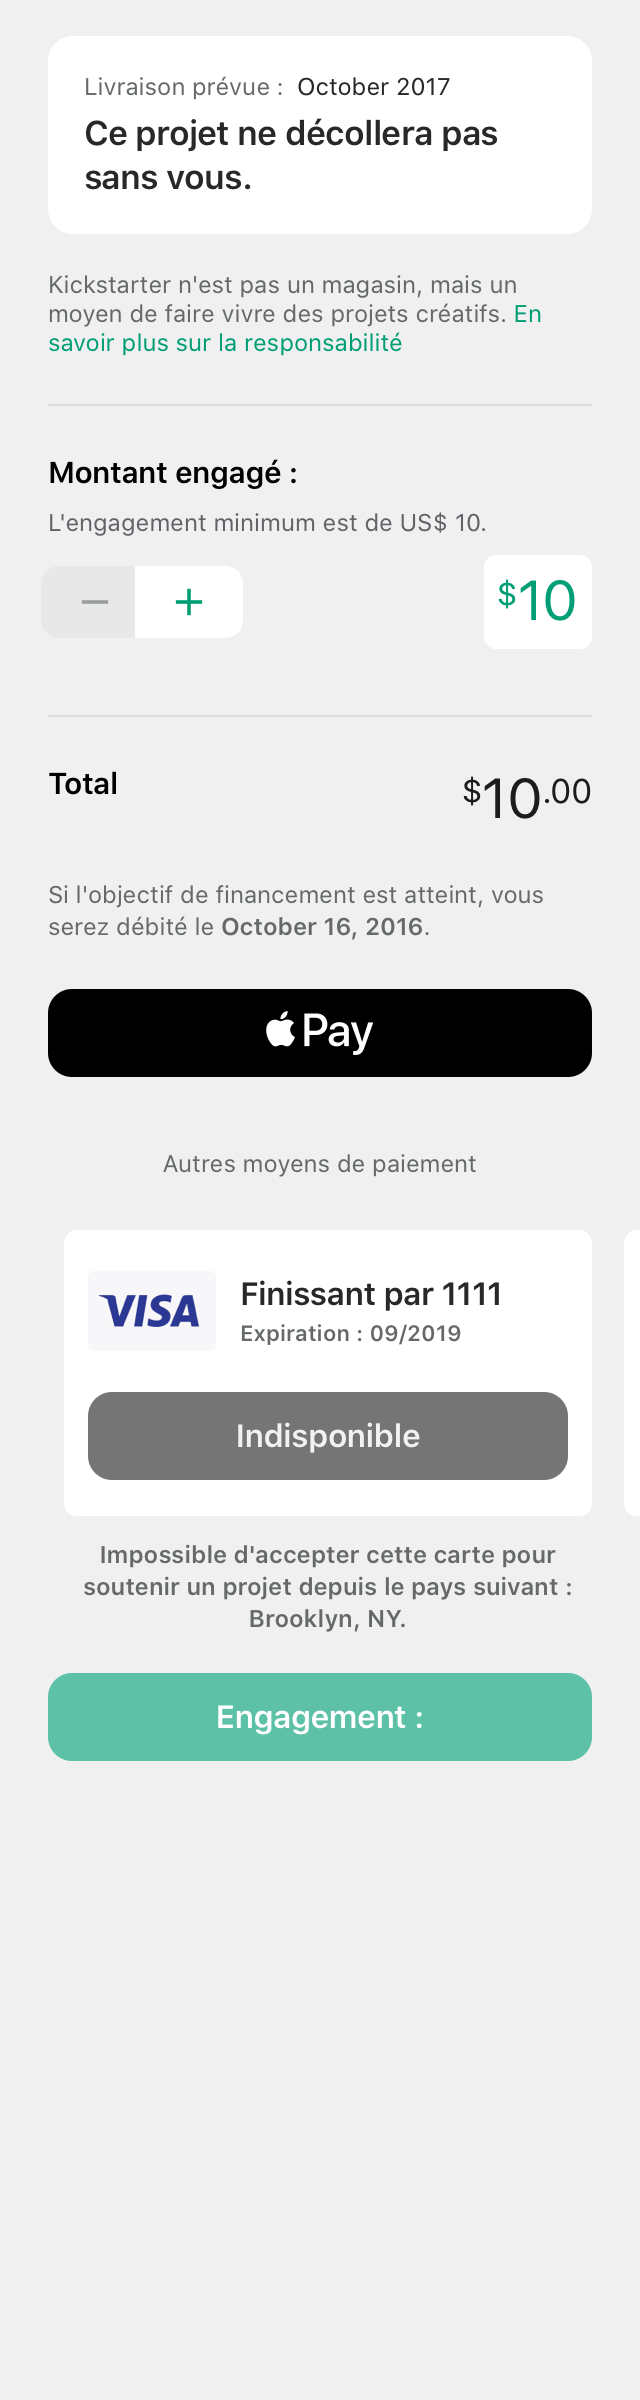 Livraison prévue : October 2017
Ce projet ne décollera pas
sans vous.
Kickstarter n'est pas un magasin, mais un
moyen de faire vivre des projets créatifs. En
savoir plus sur la responsabilité
Montant engagé :
L'engagement minimum est de US$ 10.
− +
$10
Total
$10.00
Si l'objectif de financement est atteint, vous
serez débité le October 16, 2016.
Pay
Autres moyens de paiement
VISA
Finissant par 1111
Expiration : 09/2019
Indisponible
Impossible d'accepter cette carte pour
soutenir un projet depuis le pays suivant :
Brooklyn, NY.
Engagement :